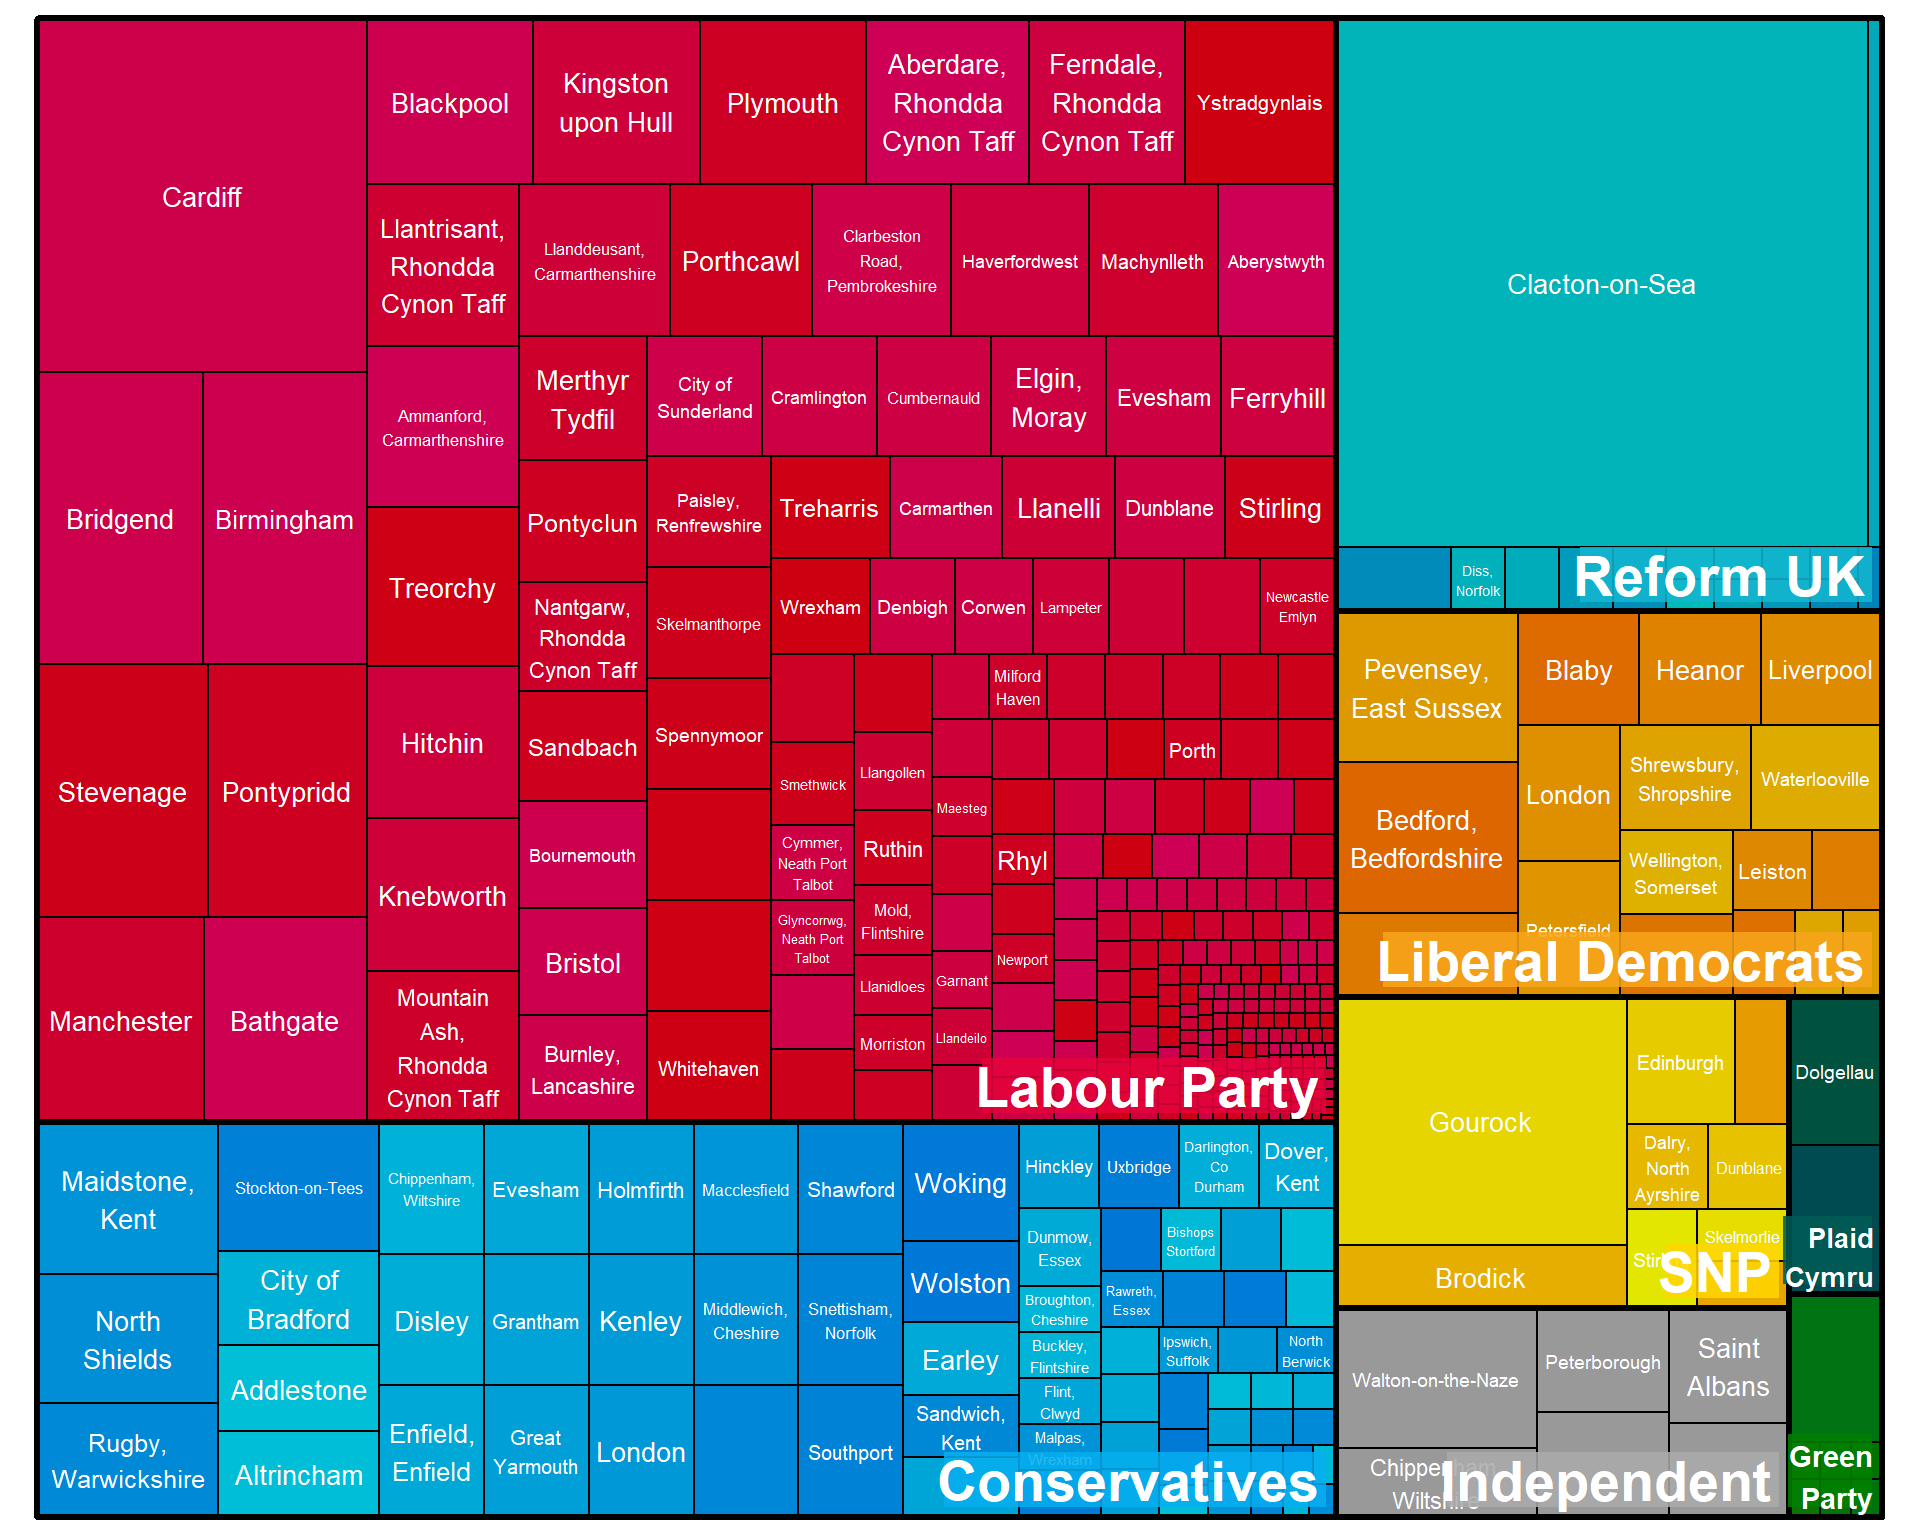 Cardiff
Blackpool
Kingston
upon Hull
Plymouth
Aberdare,
Rhondda
Cynon Taff
Ferndale,
Rhondda
Cynon Taff
Ystradgynlais
Llantrisant,
Rhondda
Cynon Taff
Llanddeusant,
Carmarthenshire
Porthcawl
Clarbeston
Road,
Pembrokeshire
Haverfordwest
Machynlleth
Aberystwyth
Bridgend
Birmingham
Ammanford,
Carmarthenshire
Merthyr
Tydfil
City of
Sunderland
Cramlington
Cumbernauld
Elgin,
Moray
Evesham
Ferryhill
Treorchy
Pontyclun
Paisley,
Renfrewshire
Treharris
Carmarthen
Llanelli
Dunblane
Stirling
Nantgarw,
Rhondda
Cynon Taff
Skelmanthorpe
Wrexham
Denbigh
Corwen
Lampeter
Newcastle
Emlyn
Stevenage
Pontypridd
Hitchin
Sandbach
Spennymoor
Milford
Haven
Porth
Smethwick
Llangollen
Maesteg
Knebworth
Bournemouth
Cymmer,
Neath Port
Talbot
Ruthin
Rhyl
Glyncorrwg,
Neath Port
Talbot
Mold,
Flintshire
Newport
Garnant
Llanidloes
Manchester
Bathgate
Mountain
Ash,
Rhondda
Cynon Taff
Bristol
Burnley,
Lancashire
Whitehaven
Morriston
Llandeilo
Labour Party
Clacton-on-Sea
Diss,
Norfolk
Reform UK
Pevensey,
East Sussex
Blaby
Heanor
Liverpool
Bedford,
Bedfordshire
London
Shrewsbury,
Shropshire
Waterlooville
Wellington,
Somerset
Leiston
Petersfield
Liberal Democrats
Gourock
Edinburgh
Dalry,
North
Ayrshire
Dunblane
Skelmorlie
Brodick
SNP
Dolgellau
Plaid
Cymru
Maidstone,
Kent
Stockton-on-Tees
Chippenham,
Wiltshire
Evesham
Holmfirth
Macclesfield
Shawford
Woking
Hinckley
Uxbridge
Darlington,
Co
Durham
Dover,
Kent
City of
Bradford
Dunmow,
Essex
Bishops
Stortford
North
Shields
Disley
Grantham
Kenley
Middlewich,
Cheshire
Snettisham,
Norfolk
Wolston
Broughton,
Cheshire
Rawreth,
Essex
Addlestone
Earley
Buckley,
Flintshire
Ipswich,
Suffolk
North
Berwick
Flint,
Clwyd
Rugby,
Warwickshire
Altrincham
Enfield,
Enfield
Great
Yarmouth
London
Southport
Sandwich,
Kent
Malpas,
Wrexham
Conservatives
Walton-on-the-Naze
Peterborough
Saint
Albans
Chippenham,
Wiltshire
Independent
Green
Party